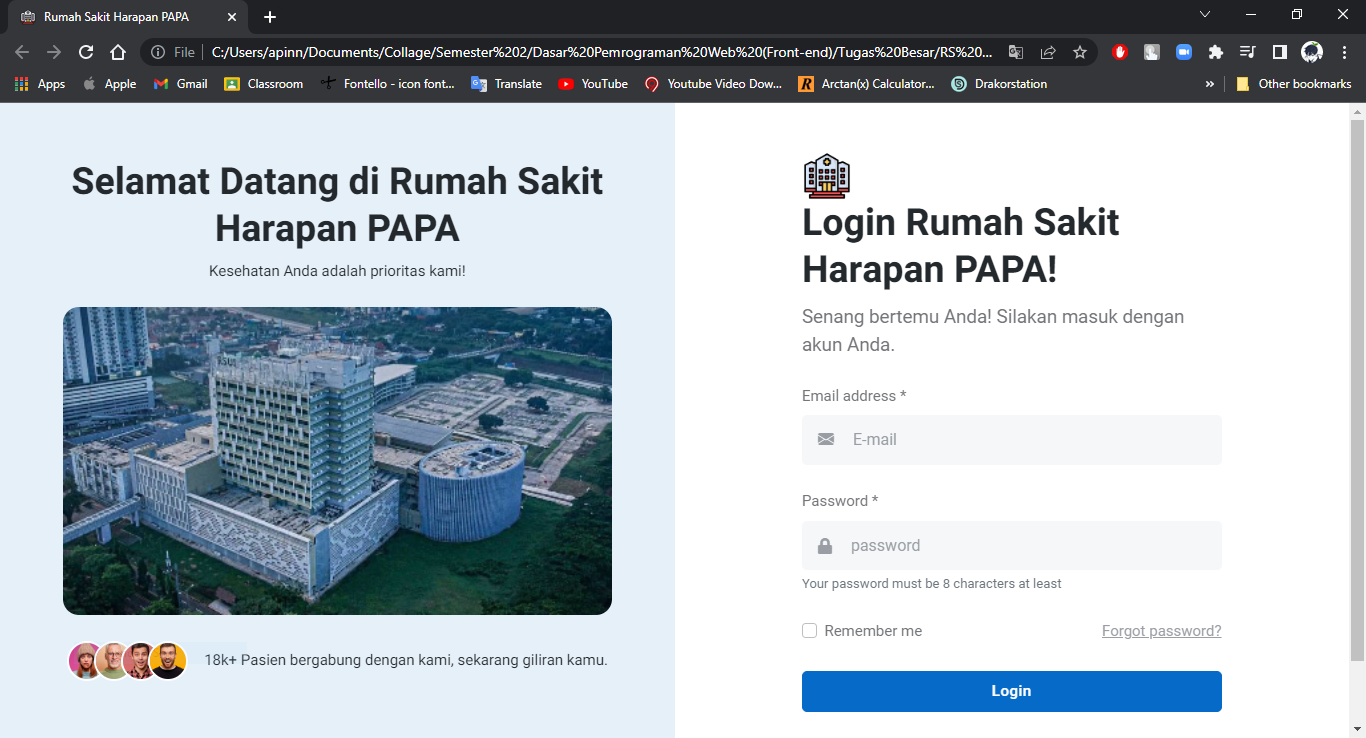 Rumah Sakit Harapan PAPA
File
C:/Users/apinn/Documents/Collage/Semester%202/Dasar%20Pemrograman%20Web%20(Front-end)/Tugas%20Besar/RS%20...
Apps
Apple
Gmail
Classroom
Fontello - icon font...
Translate
YouTube
Youtube Video Dow...
Arctan(x) Calculator...
Drakorstation
»
Other bookmarks
Selamat Datang di Rumah Sakit
Harapan PAPA
Kesehatan Anda adalah prioritas kami!
18k+ Pasien bergabung dengan kami, sekarang giliran kamu.
Login Rumah Sakit
Harapan PAPA!
Senang bertemu Anda! Silakan masuk dengan
akun Anda.
Email address *
E-mail
Password *
password
Your password must be 8 characters at least
Remember me
Forgot password?
Login